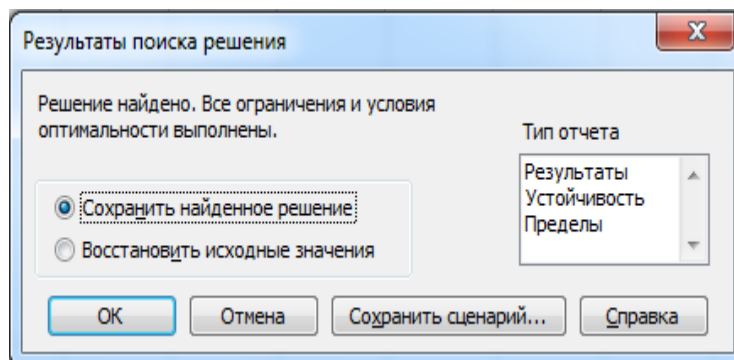 Результаты поиска решения
Решение найдено. Все ограничения и условия
оптимальности выполнены.
Тип отчета
Результаты
Устойчивость
Пределы
Сохранить найденное решение
Восстановить исходные значения
ОК
Отмена
Сохранить сценарий...
Справка